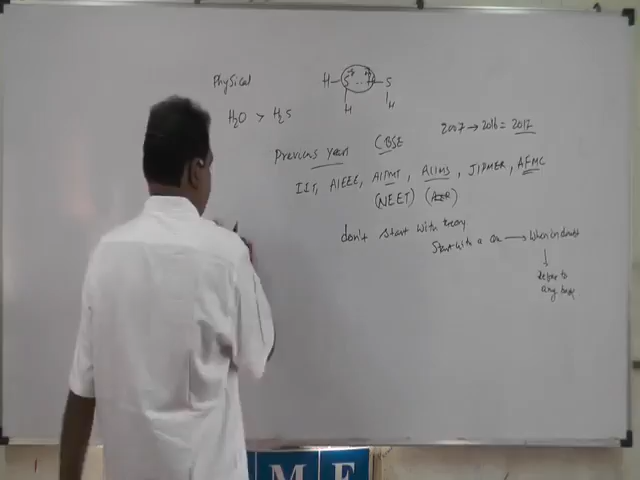 Physical
H – S .. H – S
H H
H₂O > H₂S
2007 → 2016 = 2017
Previous year CBSE
IIT, AIEEE, AIPMT, AIIMS, JIPMER, AFMC
(NEET)
don't start with theory
start with a → When in doubt
↓
Refer to
any book
M E